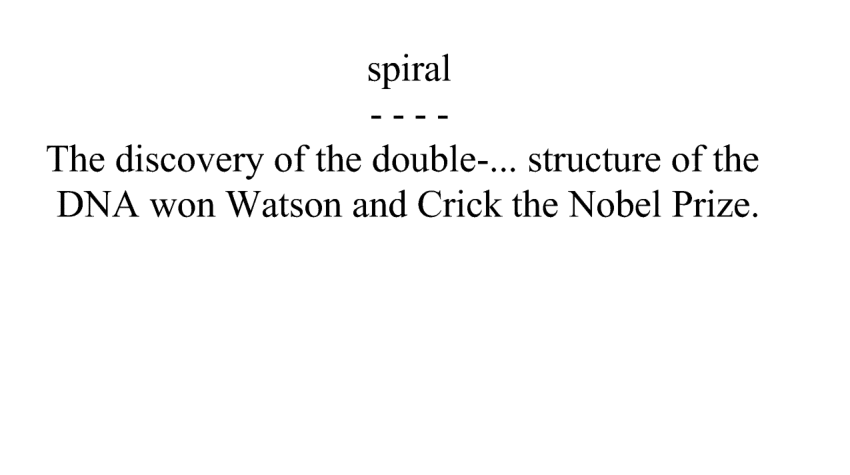 spiral
- - - -
The discovery of the double-... structure of the
DNA won Watson and Crick the Nobel Prize.